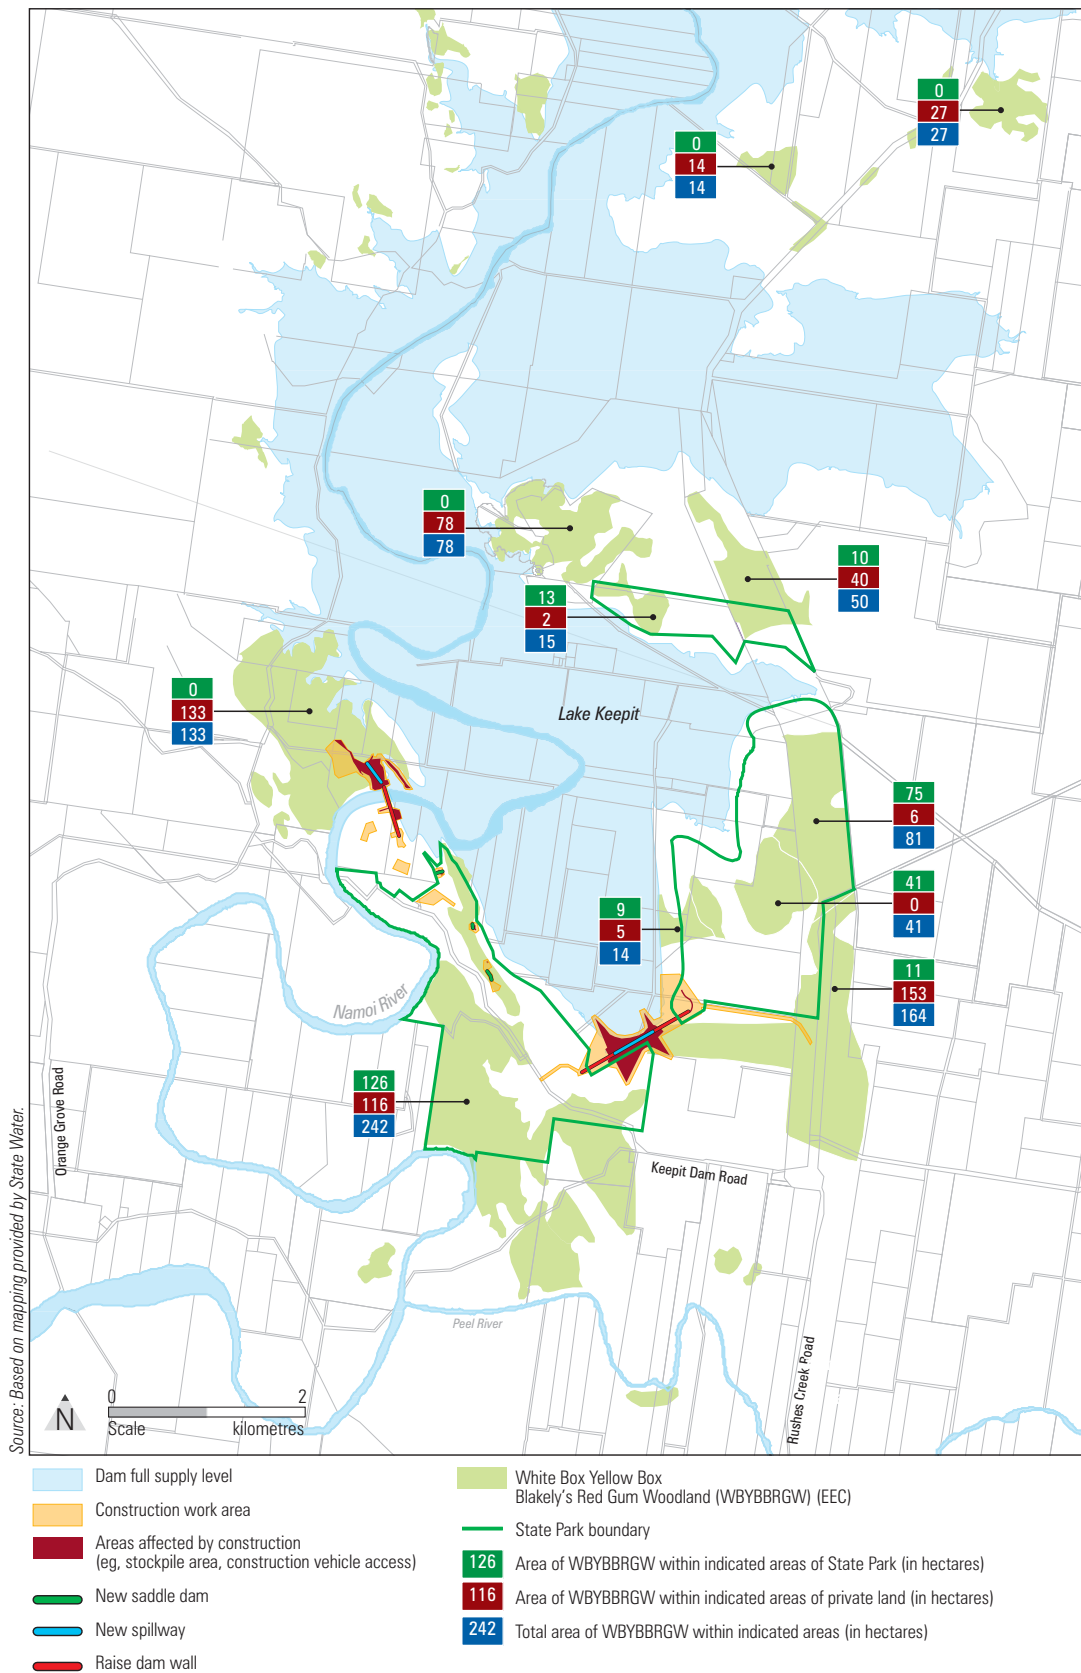 0
27
27
0
14
14
0
78
78
10
40
50
13
2
15
0
133
133
Lake Keepit
75
6
81
41
0
41
9
5
14
11
153
164
Namoi River
126
116
242
Orange Grove Road
Keepit Dam Road
Peel River
Rushes Creek Road
Source: Based on mapping provided by State Water.
N
0 2
Scale kilometres
Dam full supply level
Construction work area
Areas affected by construction
(eg, stockpile area, construction vehicle access)
New saddle dam
New spillway
Raise dam wall
White Box Yellow Box
Blakely's Red Gum Woodland (WBYBBRGW) (EEC)
State Park boundary
126 Area of WBYBBRGW within indicated areas of State Park (in hectares)
116 Area of WBYBBRGW within indicated areas of private land (in hectares)
242 Total area of WBYBBRGW within indicated areas (in hectares)